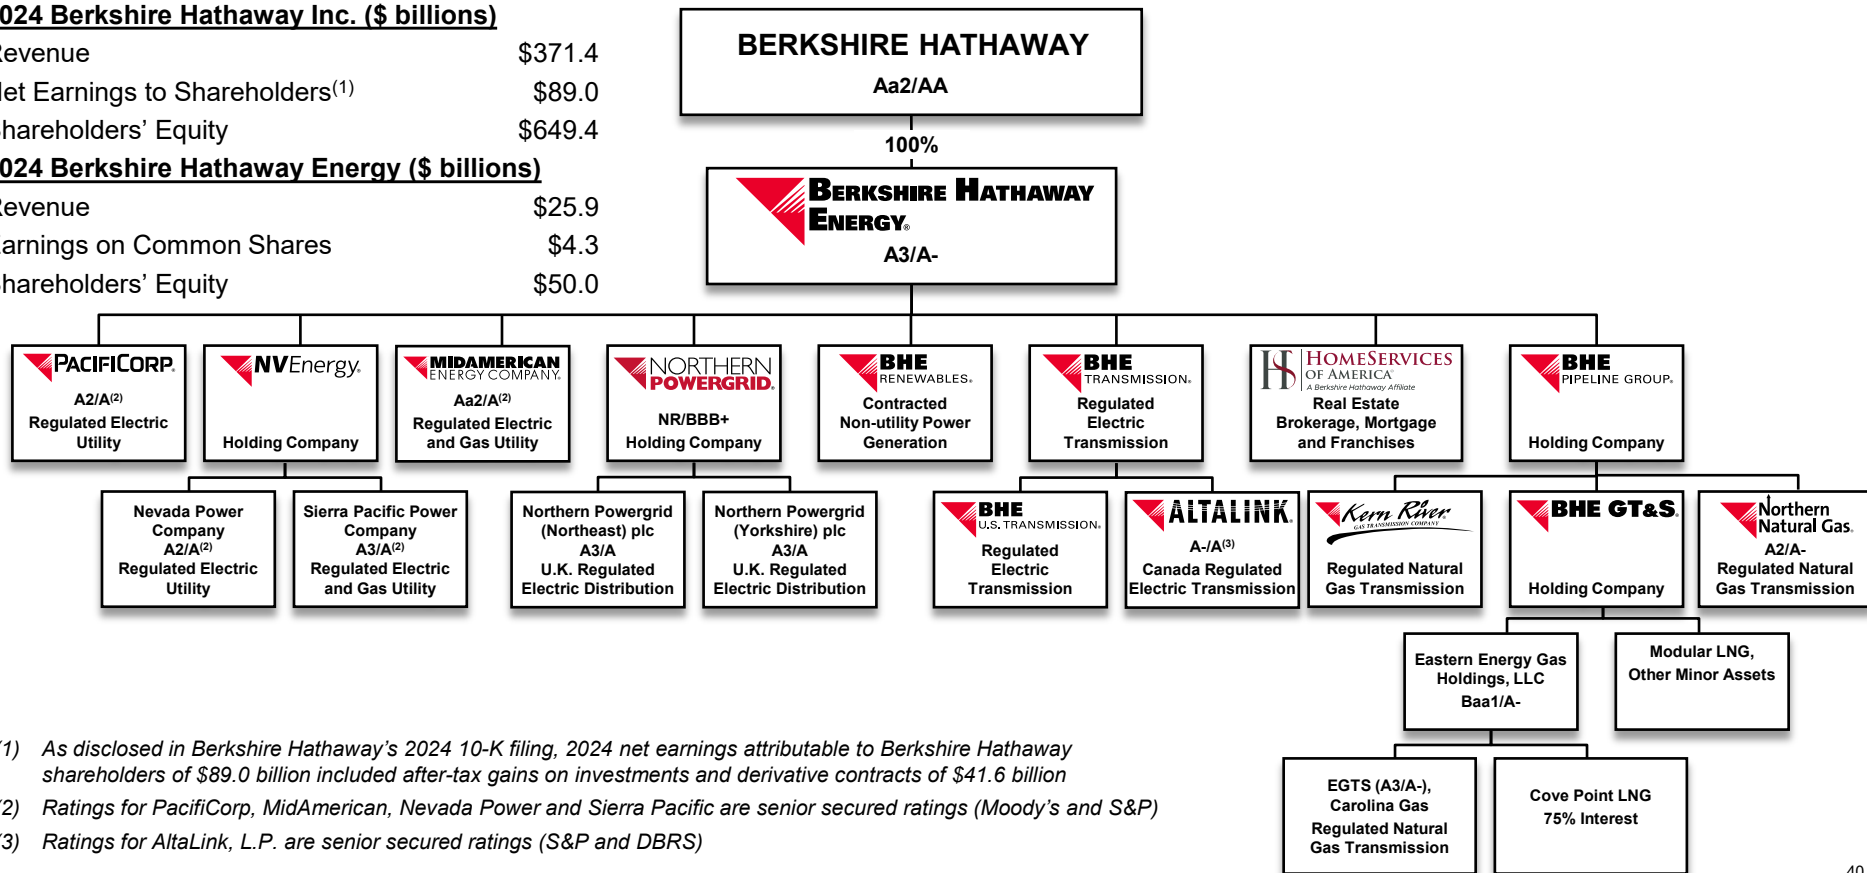 024 Berkshire Hathaway Inc. ($ billions)
evenue $371.4
et Earnings to Shareholders(1) $89.0
hareholders' Equity $649.4
024 Berkshire Hathaway Energy ($ billions)
evenue $25.9
arnings on Common Shares $4.3
hareholders' Equity $50.0
BERKSHIRE HATHAWAY
Aa2/AA
100%
BERKSHIRE HATHAWAY
ENERGY®
A3/A-
PACIFICORP®
A2/A(2)
Regulated Electric
Utility
NVEnergy®
Holding Company
MIDAMERICAN
ENERGY COMPANY®
Aa2/A(2)
Regulated Electric
and Gas Utility
NORTHERN
POWERGRID®
NR/BBB+
Holding Company
BHE
RENEWABLES®
Contracted
Non-utility Power
Generation
BHE
TRANSMISSION®
Regulated
Electric
Transmission
HS
HOMESERVICES
OF AMERICA
A Berkshire Hathaway Affiliate
Real Estate
Brokerage, Mortgage
and Franchises
BHE
PIPELINE GROUP®
Holding Company
Nevada Power
Company
A2/A(2)
Regulated Electric
Utility
Sierra Pacific Power
Company
A3/A(2)
Regulated Electric
and Gas Utility
Northern Powergrid
(Northeast) plc
A3/A
U.K. Regulated
Electric Distribution
Northern Powergrid
(Yorkshire) plc
A3/A
U.K. Regulated
Electric Distribution
BHE
U.S. TRANSMISSION®
Regulated
Electric
Transmission
ALTALINK®
A-/A(3)
Canada Regulated
Electric Transmission
Kern River®
GAS TRANSMISSION COMPANY
Regulated Natural
Gas Transmission
BHE GT&S®
Holding Company
Northern
Natural Gas®
A2/A-
Regulated Natural
Gas Transmission
Eastern Energy Gas
Holdings, LLC
Baa1/A-
Modular LNG,
Other Minor Assets
EGTS (A3/A-),
Carolina Gas
Regulated Natural
Gas Transmission
Cove Point LNG
75% Interest
1) As disclosed in Berkshire Hathaway's 2024 10-K filing, 2024 net earnings attributable to Berkshire Hathaway
shareholders of $89.0 billion included after-tax gains on investments and derivative contracts of $41.6 billion
2) Ratings for PacifiCorp, MidAmerican, Nevada Power and Sierra Pacific are senior secured ratings (Moody's and S&P)
3) Ratings for AltaLink, L.P. are senior secured ratings (S&P and DBRS)
40